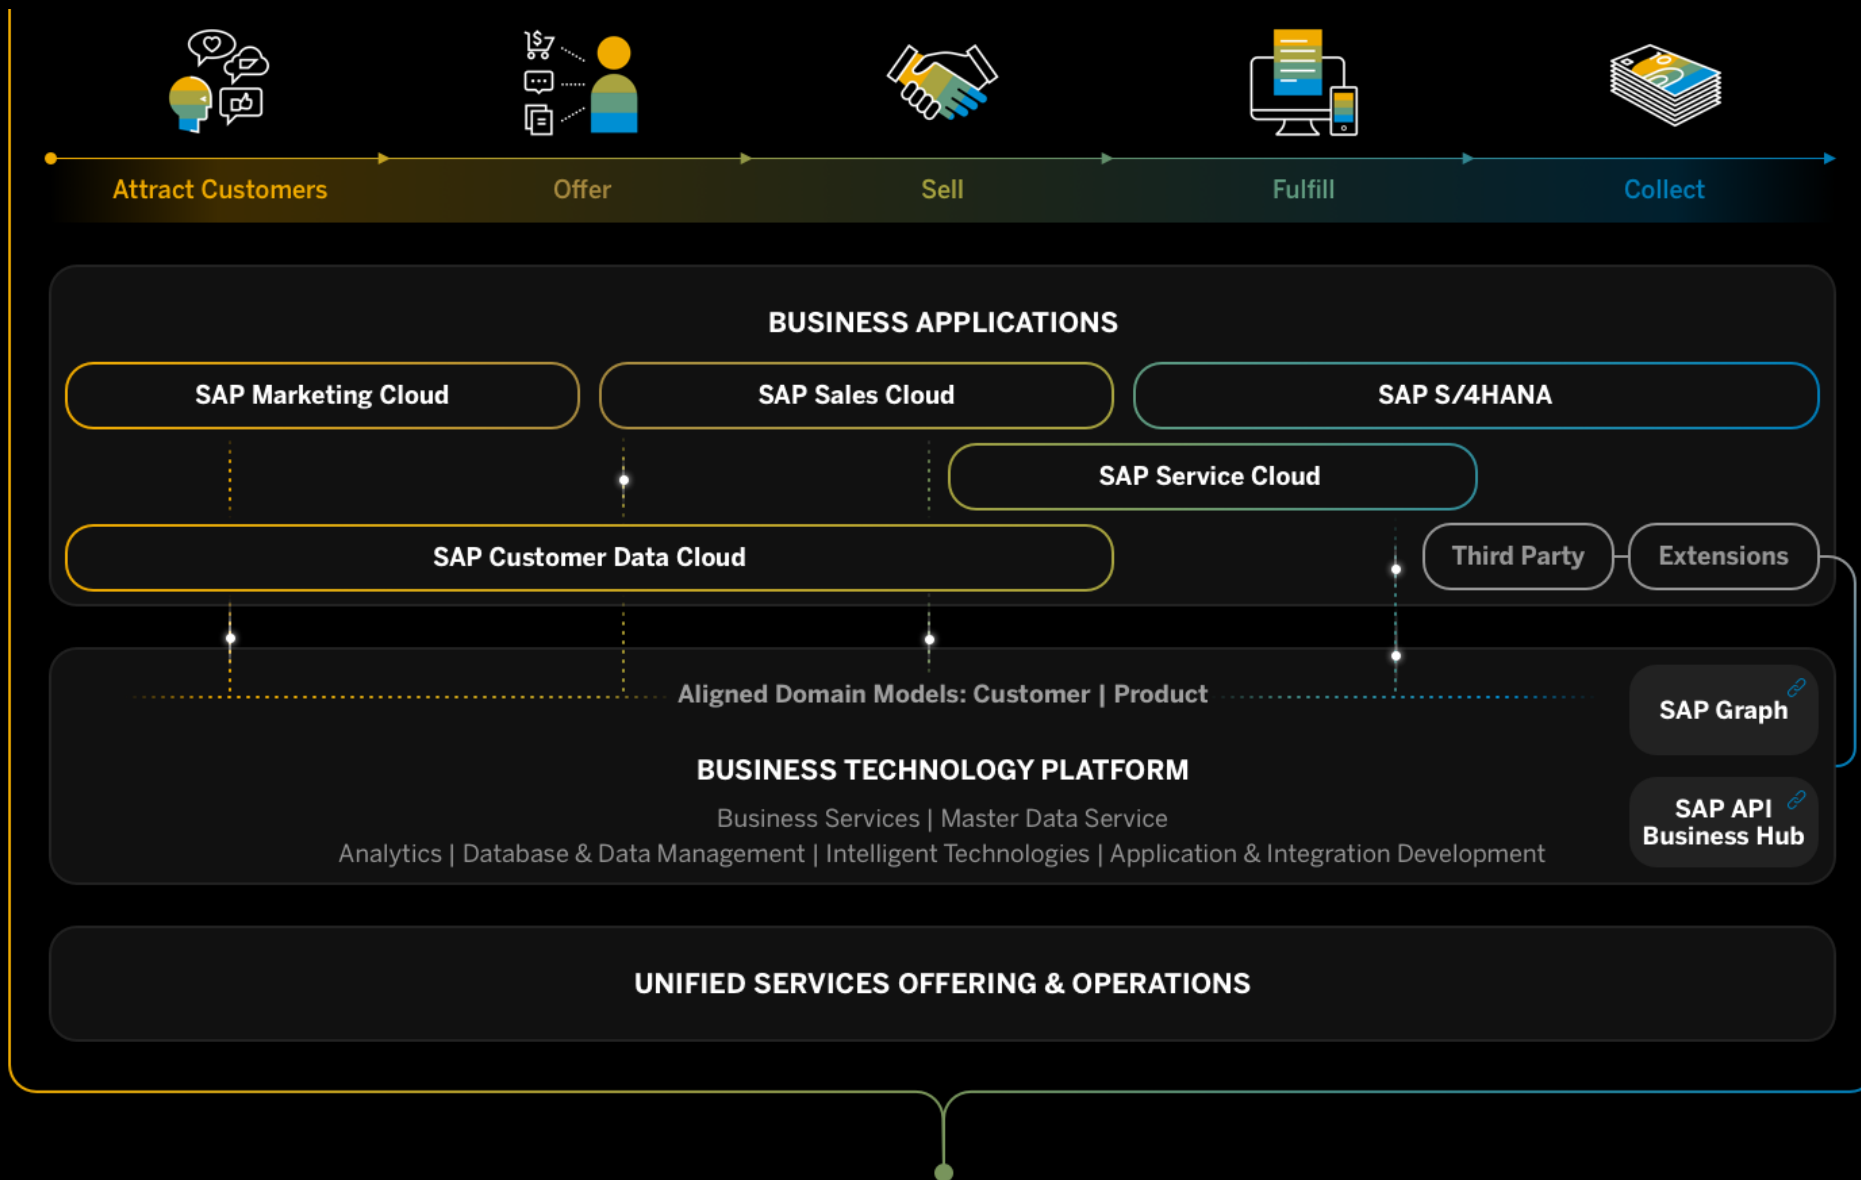 Attract Customers
Offer
Sell
Fulfill
Collect
BUSINESS APPLICATIONS
SAP Marketing Cloud
SAP Sales Cloud
SAP S/4HANA
SAP Service Cloud
SAP Customer Data Cloud
Third Party
Extensions
Aligned Domain Models: Customer | Product
SAP Graph
BUSINESS TECHNOLOGY PLATFORM
Business Services | Master Data Service
Analytics | Database & Data Management | Intelligent Technologies | Application & Integration Development
SAP API
Business Hub
UNIFIED SERVICES OFFERING & OPERATIONS